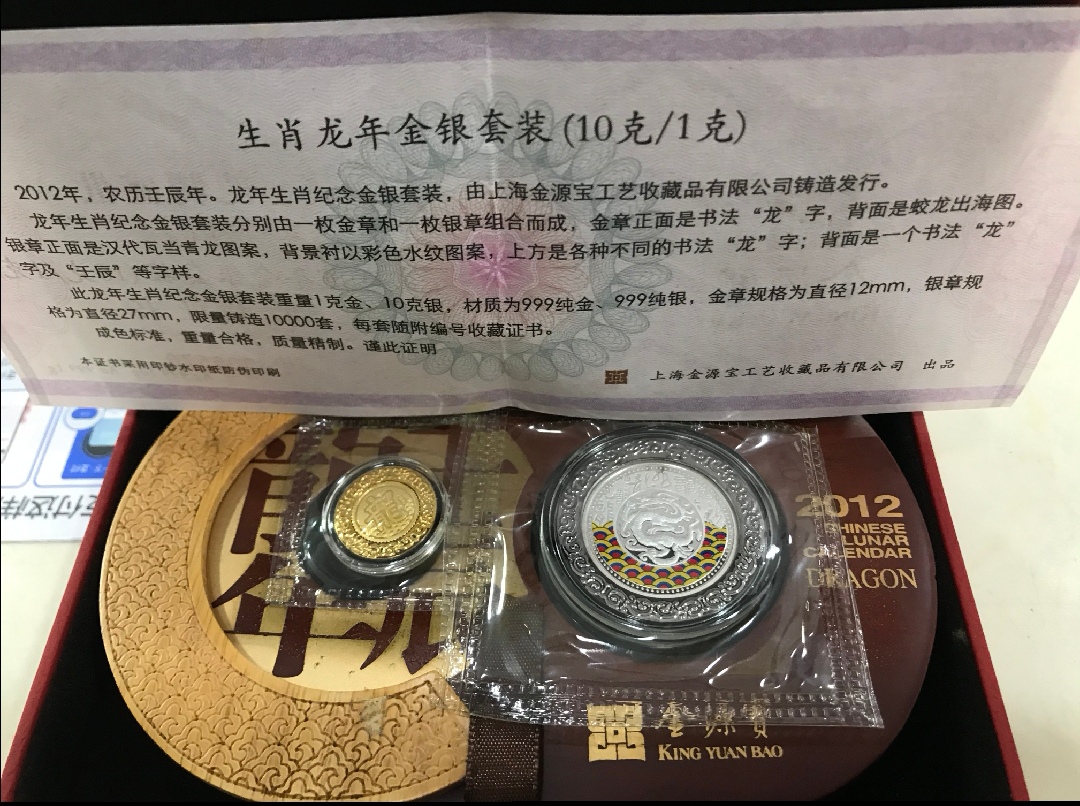 生肖龙年金银套装(10克/1克)
2012年，农历壬辰年。龙年生肖纪念金银套装，由上海金源宝工艺收藏品有限公司铸造发行。
龙年生肖纪念金银套装分别由一枚金章和一枚银章组合而成，金章正面是书法“龙”字，背面是蛟龙出海图。
银章正面是汉代瓦当青龙图案，背景衬以彩色水纹图案，上方是各种不同的书法“龙”字；背面是一个书法“龙”
字及“壬辰”等字样。
此龙年生肖纪念金银套装重量1克金、10克银，材质为999纯金、999纯银，金章规格为直径12mm，银章规
格为直径27mm，限量铸造10000套，每套随附编号收藏证书。
成色标准，重量合格，质量精制。谨此证明
本证书采用印钞水印纸防伪印刷
上海金源宝工艺收藏品有限公司 出品
2012
CHINESE
LUNAR
CALENDAR
DRAGON
年
KING YUAN BAO